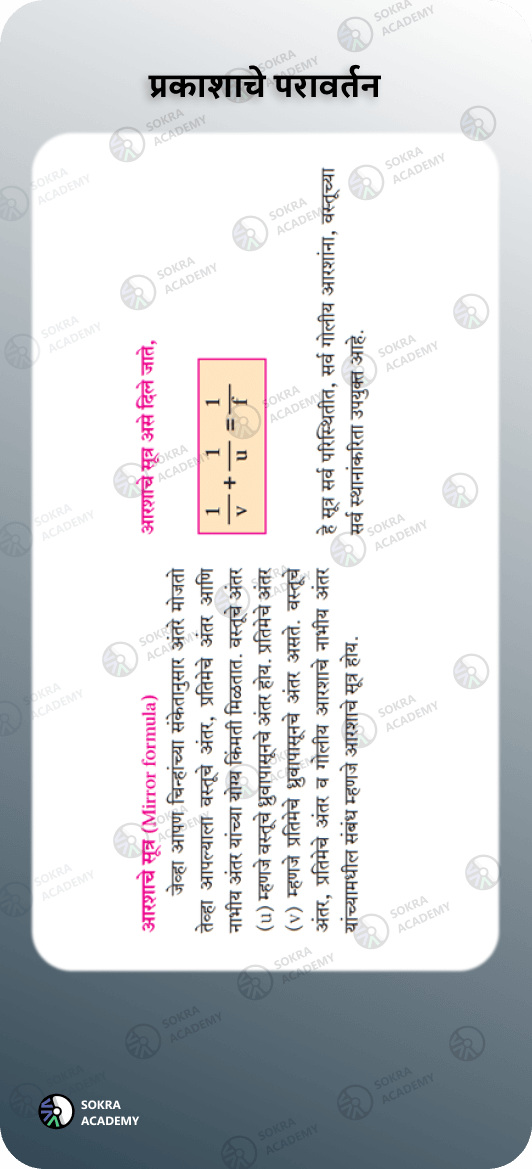 प्रकाशाचे परावर्तन
आरशाचे सूत्र (Mirror formula)
जेव्हा आपण चिन्हांच्या संकेतानुसार अंतरे मोजतो
तेव्हा आपल्याला वस्तूचे अंतर, प्रतिमेचे अंतर आणि
नाभीय अंतर यांच्या योग्य किंमती मिळतात. वस्तूचे अंतर
(u) म्हणजे वस्तूचे ध्रुवापासूनचे अंतर होय. प्रतिमेचे अंतर
(v) म्हणजे प्रतिमेचे ध्रुवापासूनचे अंतर असते. वस्तूचे
अंतर, प्रतिमेचे अंतर व गोलीय आरशाचे नाभीय अंतर
यांच्यामधील संबंध म्हणजे आरशाचे सूत्र होय.
आरशाचे सूत्र असे दिले जाते,
1/v + 1/u = 1/f
हे सूत्र सर्व परिस्थितीत, सर्व गोलीय आरशांना, वस्तूच्या
सर्व स्थानांकरिता उपयुक्त आहे.
SOKRA
ACADEMY